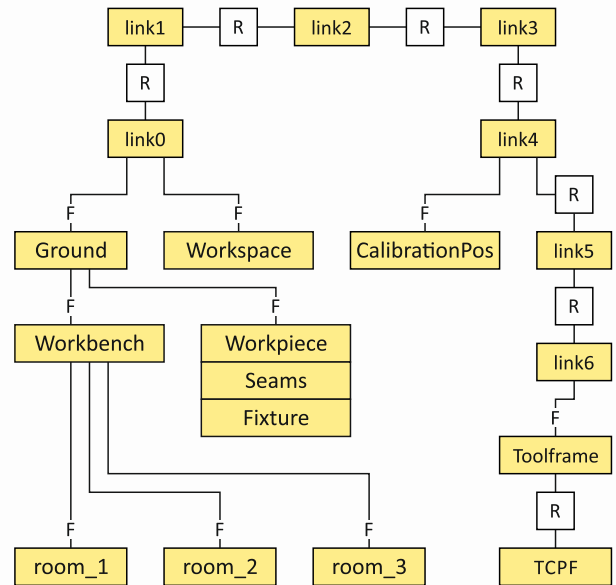 link1 R link2 R link3
R R
link0 link4
F F F R
Ground Workspace CalibrationPos link5
F F R
Workbench Workpiece
Seams link6
Fixture F
Toolframe
F F F R
room_1 room_2 room_3 TCPF